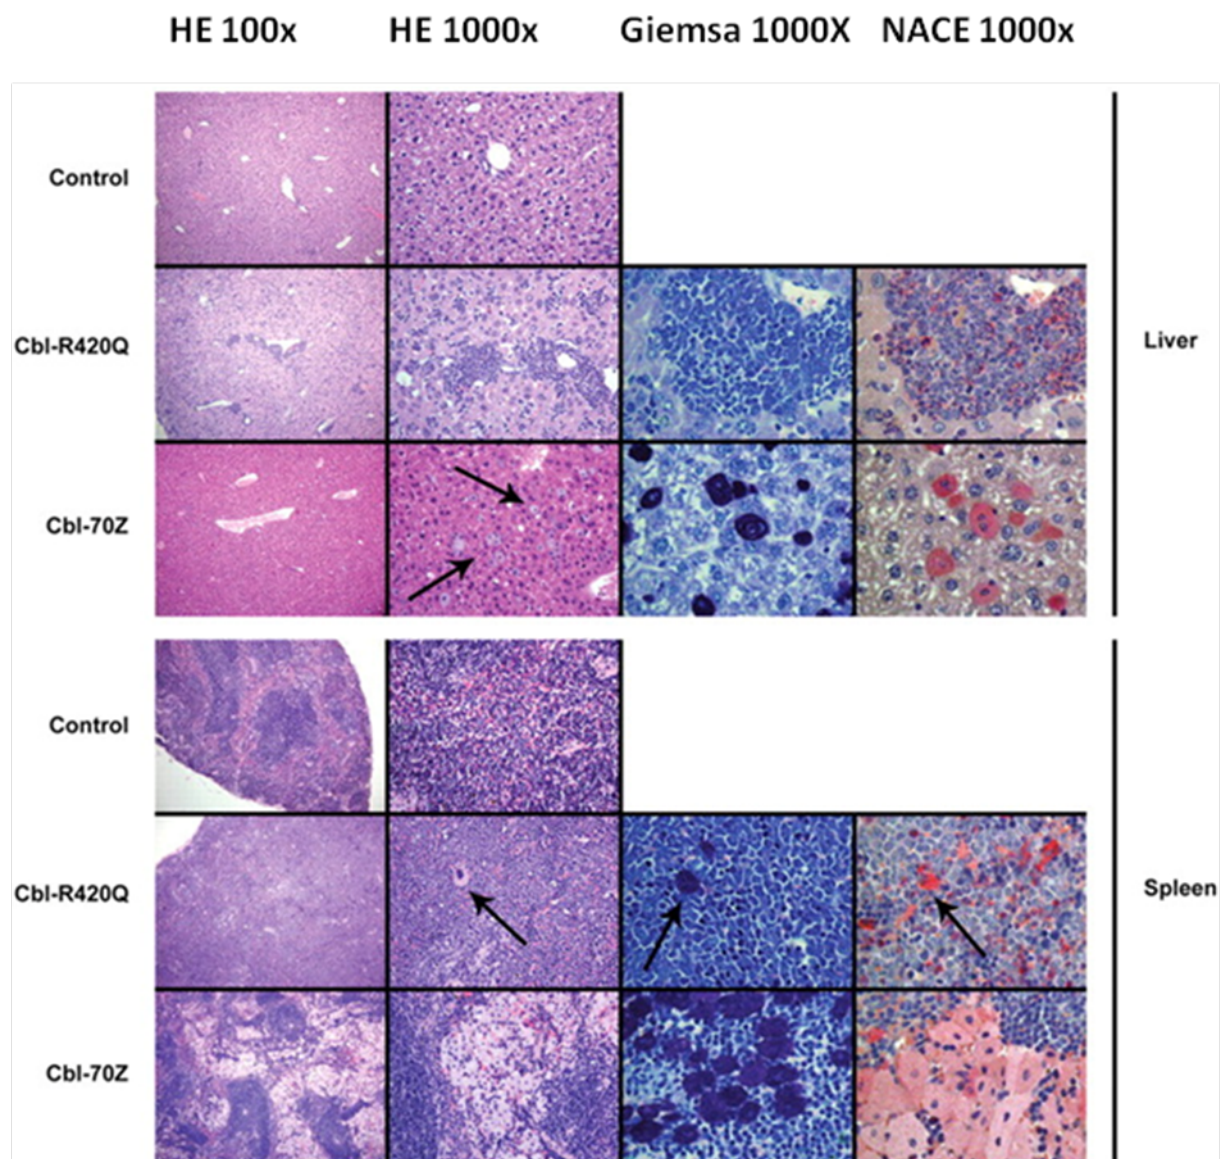 HE 100x HE 1000x Giemsa 1000X NACE 1000x
Control
Cbl-R420Q
Liver
Cbl-70Z
Control
Cbl-R420Q
Spleen
Cbl-70Z